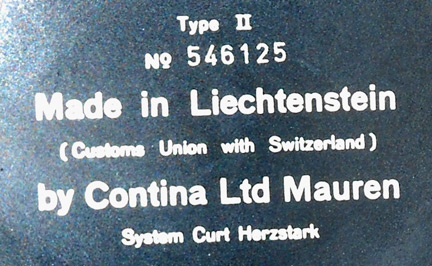 Type II
Nº 546125
Made in Liechtenstein
(Customs Union with Switzerland)
by Contina Ltd Mauren
System Curt Herzstark